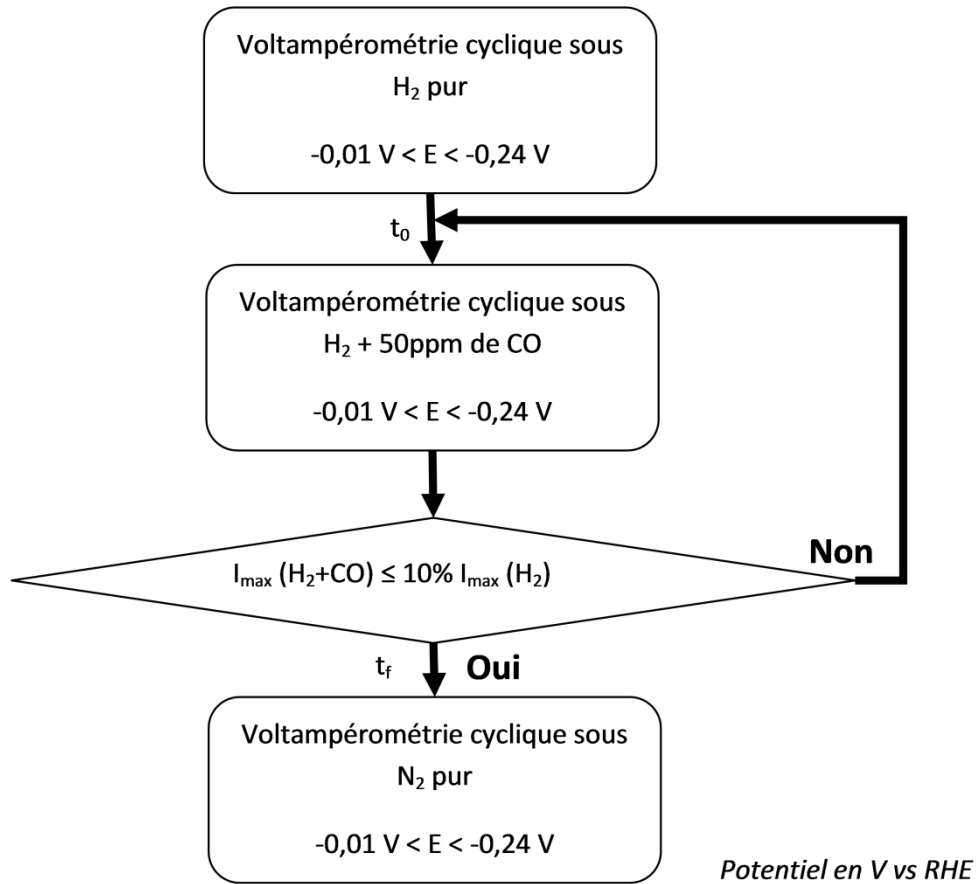 Voltampérométrie cyclique sous
H₂ pur
-0,01 V < E < -0,24 V
t₀
Voltampérométrie cyclique sous
H₂ + 50ppm de CO
-0,01 V < E < -0,24 V
Non
Iₘₐₓ (H₂+CO) ≤ 10% Iₘₐₓ (H₂)
t_f Oui
Voltampérométrie cyclique sous
N₂ pur
-0,01 V < E < -0,24 V
Potentiel en V vs RHE